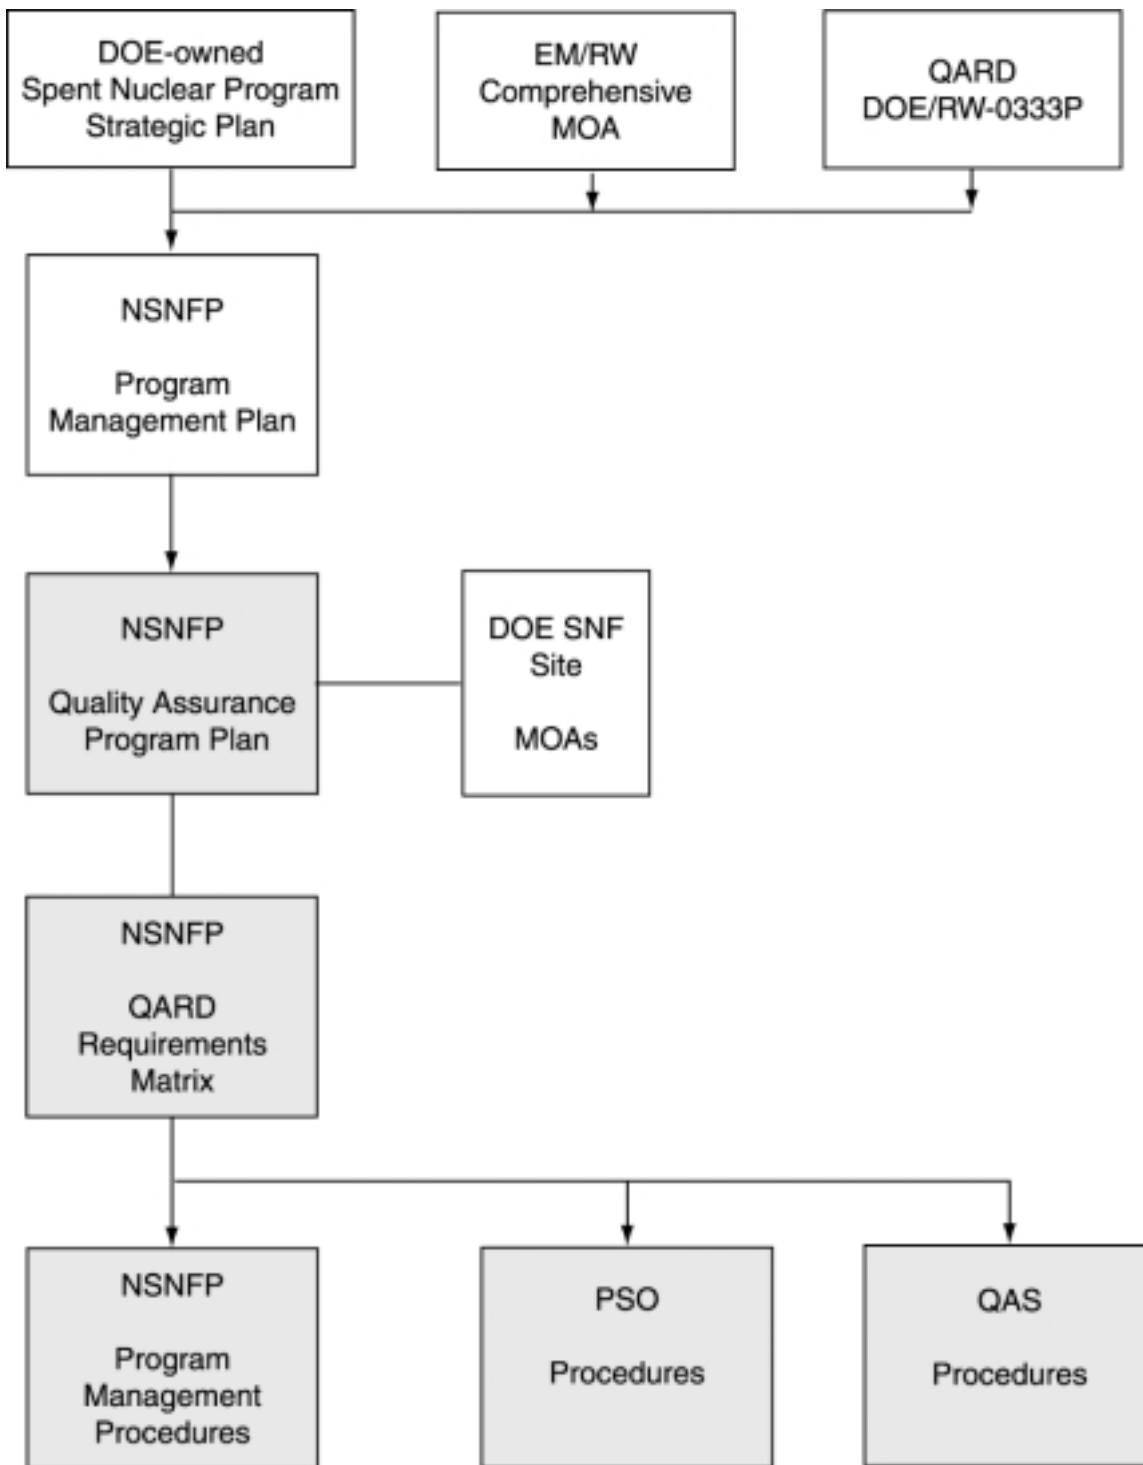 DOE-owned
Spent Nuclear Program
Strategic Plan
EM/RW
Comprehensive
MOA
QARD
DOE/RW-0333P
NSNFP
Program
Management Plan
NSNFP
Quality Assurance
Program Plan
DOE SNF
Site
MOAs
NSNFP
QARD
Requirements
Matrix
NSNFP
Program
Management
Procedures
PSO
Procedures
QAS
Procedures